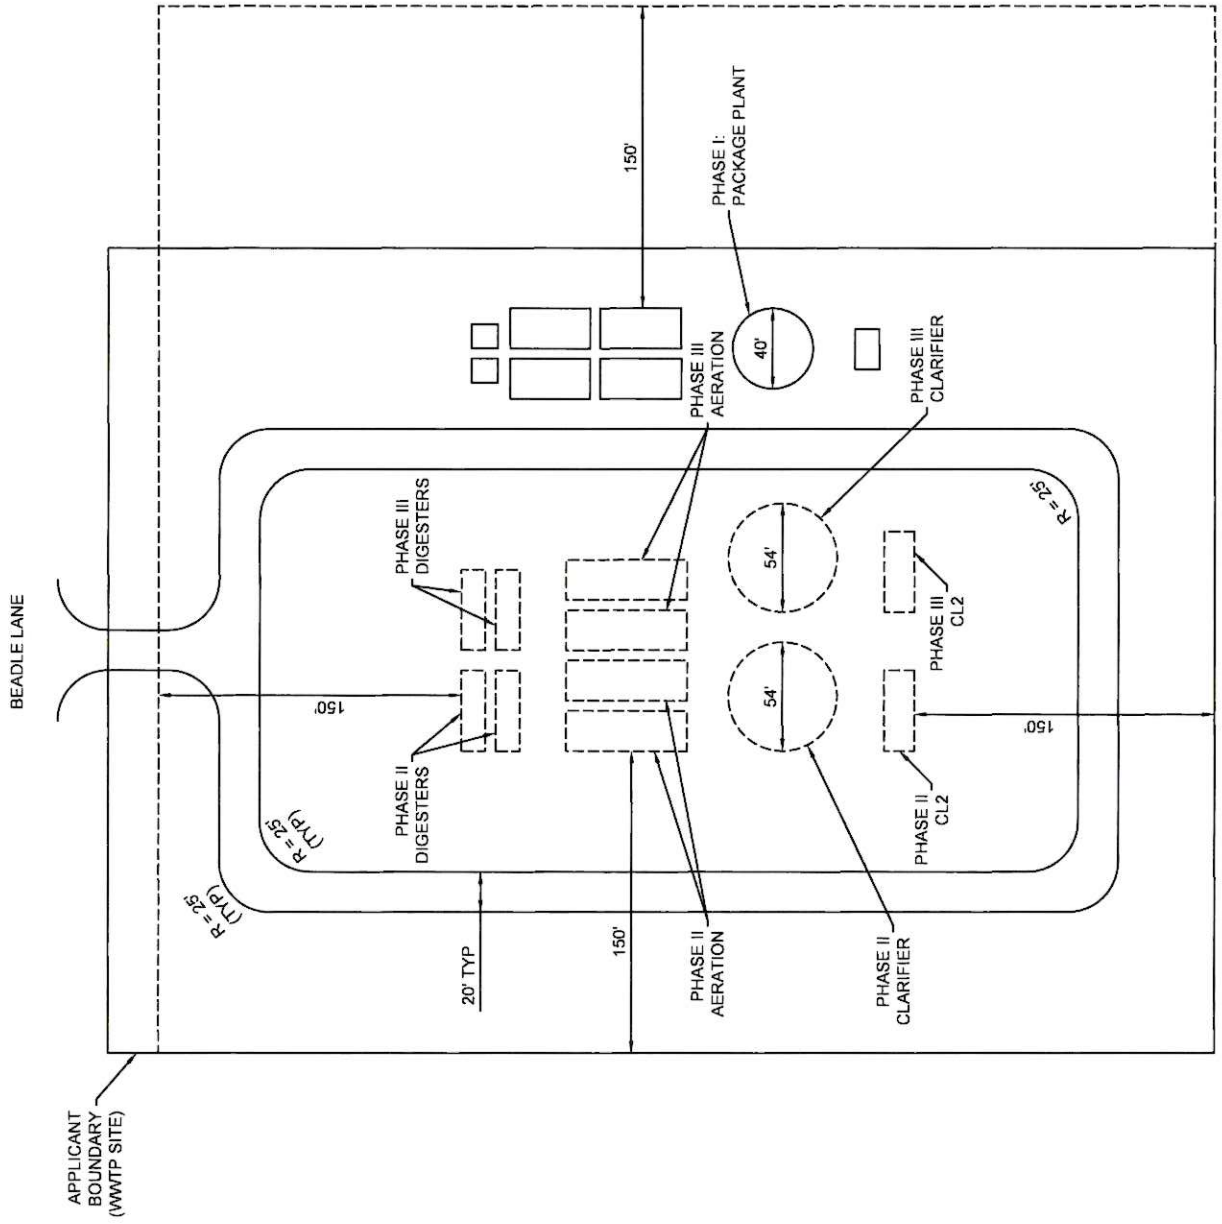 BEADLE LANE
APPLICANT
BOUNDARY
(WWTP SITE)
150'
PHASE I:
PACKAGE PLANT
40'
PHASE III
AERATION
PHASE III
CLARIFIER
PHASE III
DIGESTERS
R = 25'
54'
PHASE III
CL2
150'
PHASE II
DIGESTERS
R = 25'
(TYP)
R = 25'
(TYP)
54'
150'
PHASE II
CL2
20' TYP
150'
PHASE II
AERATION
PHASE II
CLARIFIER